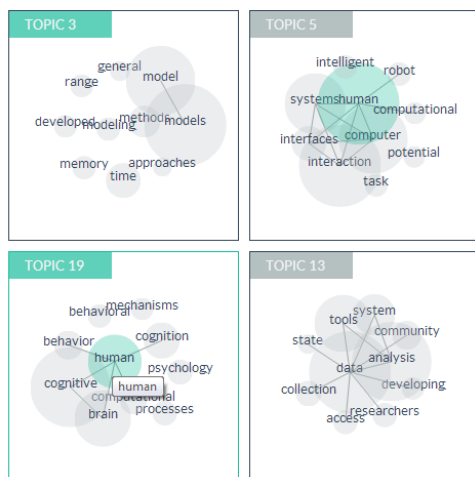 TOPIC 3
general
model
range
method
developed
modeling
models
memory
approaches
time
TOPIC 5
intelligent
robot
systems
human
computational
interfaces
computer
interaction
potential
task
TOPIC 19
mechanisms
behavioral
behavior
cognition
human
psychology
cognitive
human
computational
brain
processes
TOPIC 13
system
tools
community
state
analysis
data
developing
collection
researchers
access